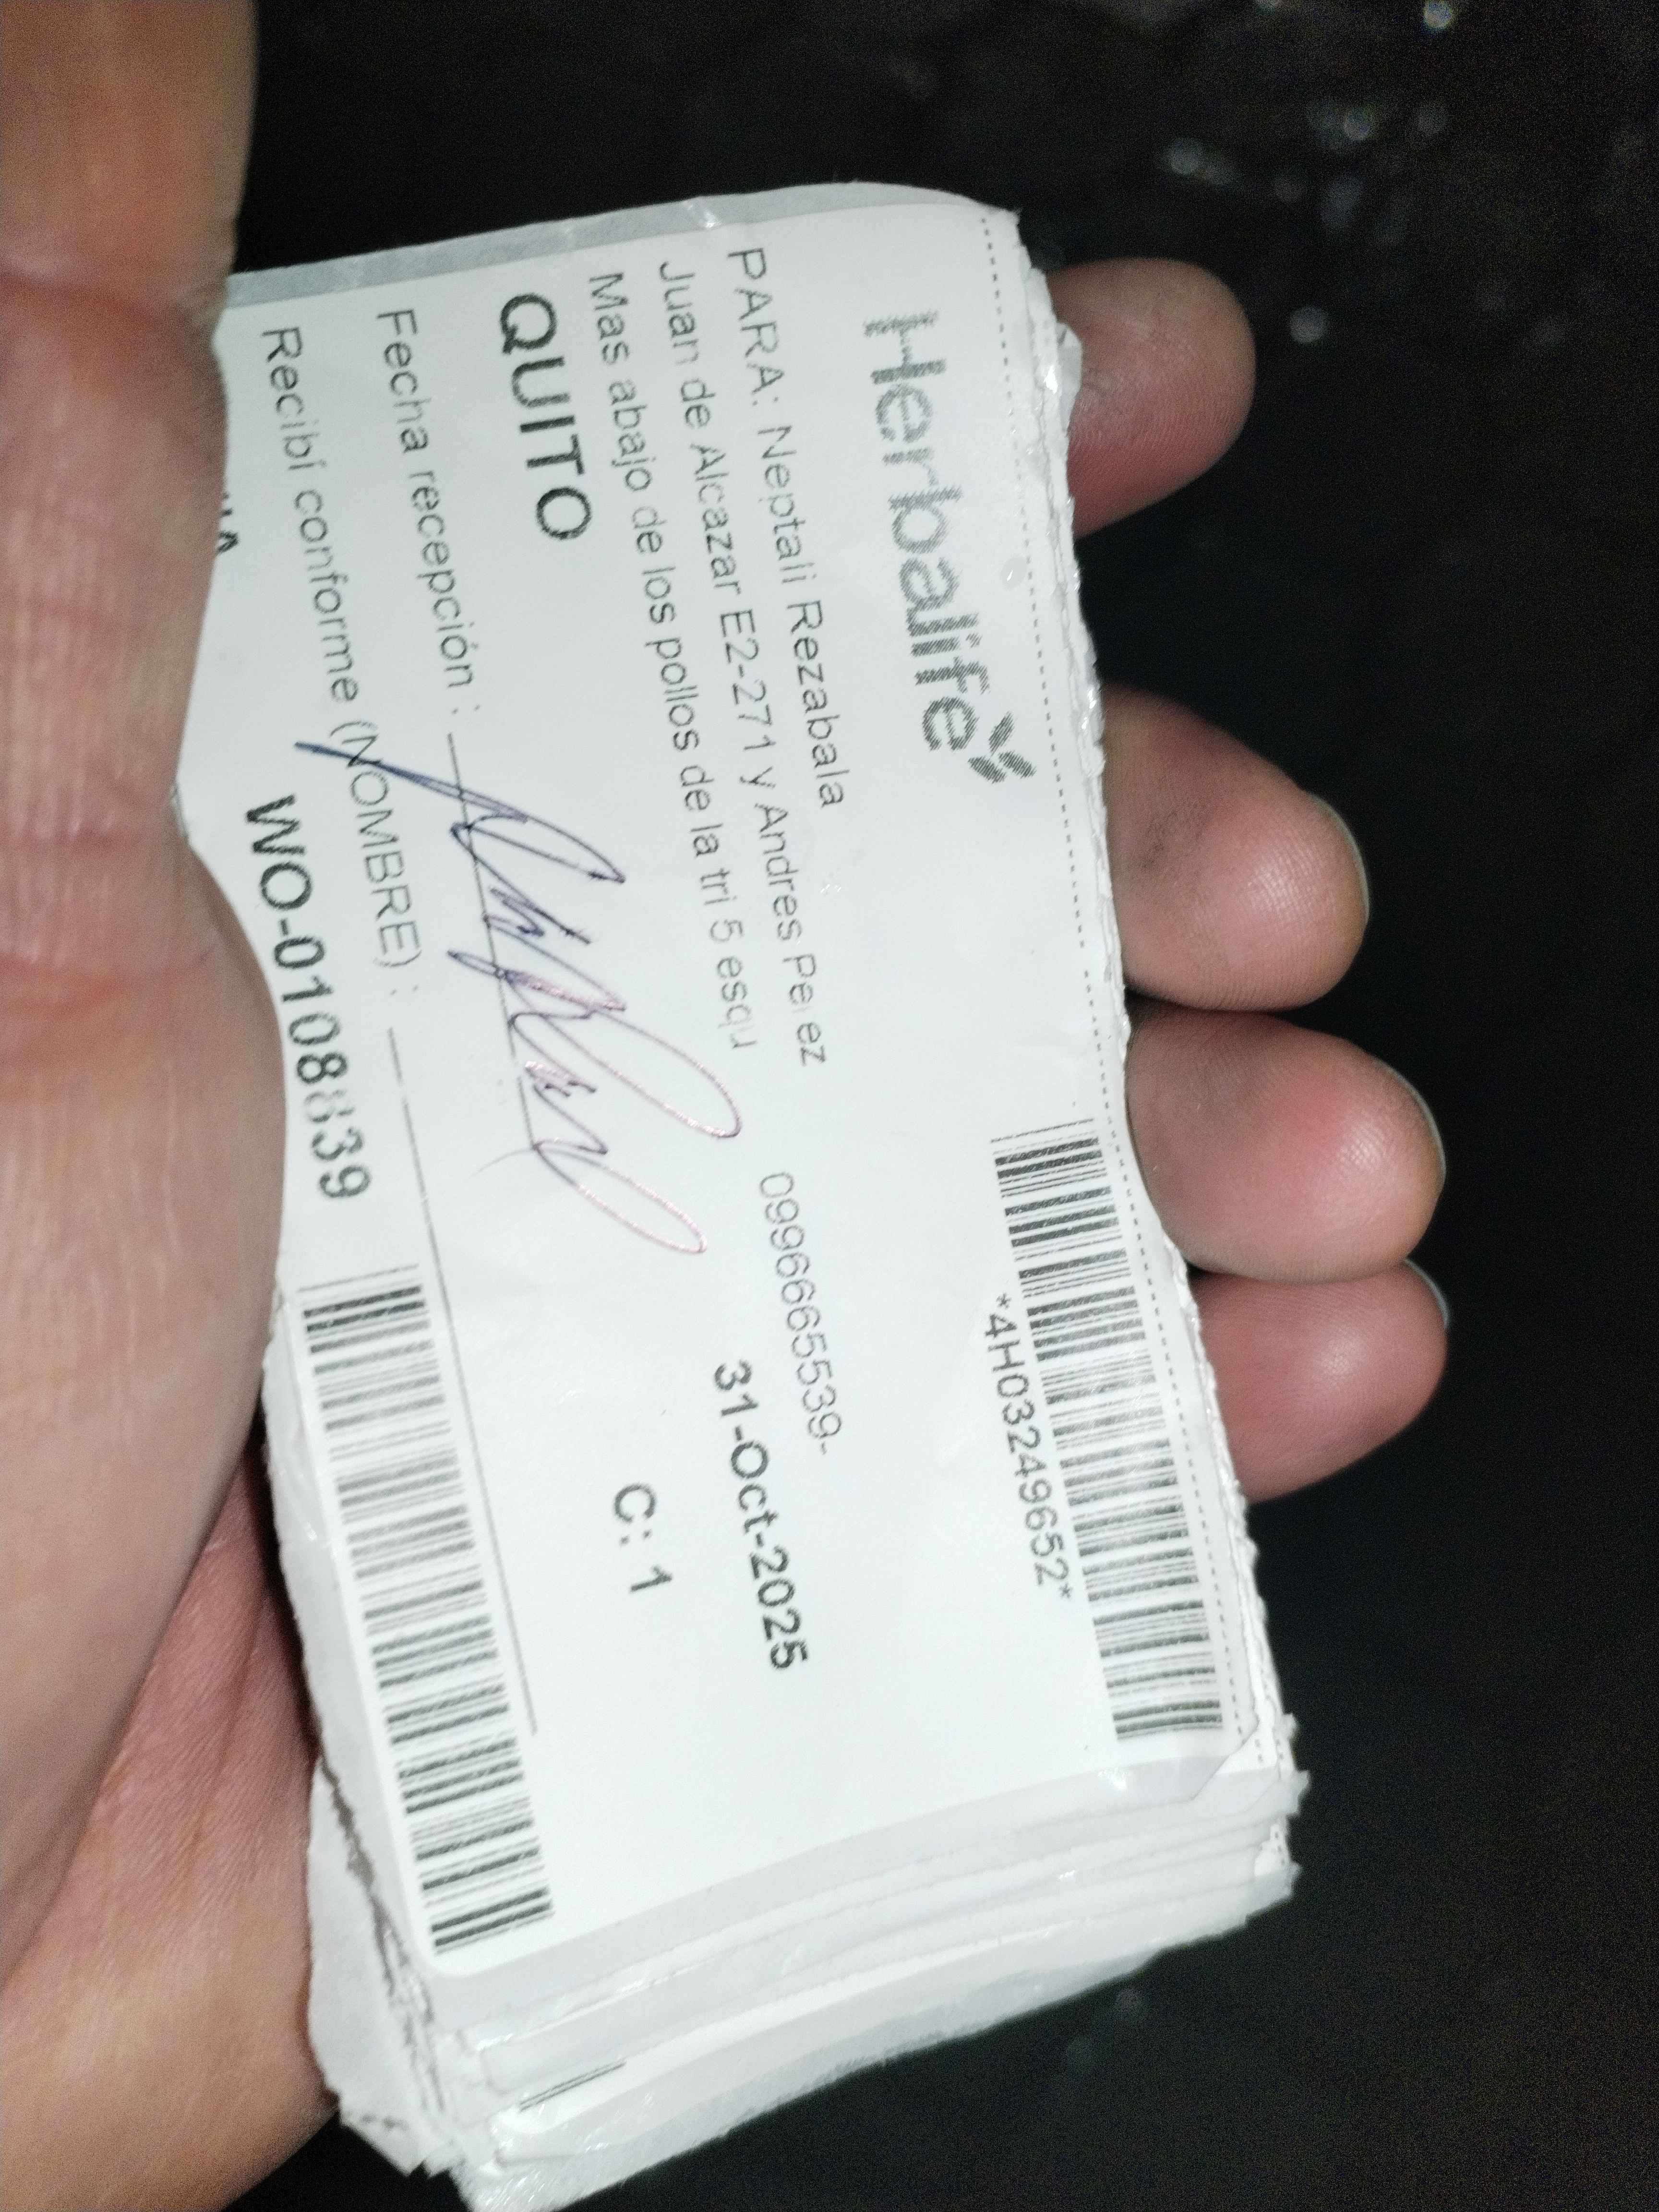 Herbalife
*4H03249652*
PARA: Neptali Rezabala
Juan de Alcazar E2-271 y Andres Perez 0996665539-
Mas abajo de los pollos de la tri 5 esqu
31-Oct-2025
QUITO
C: 1
Fecha recepción :
Recibí conforme (NOMBRE) :
WO-0108839